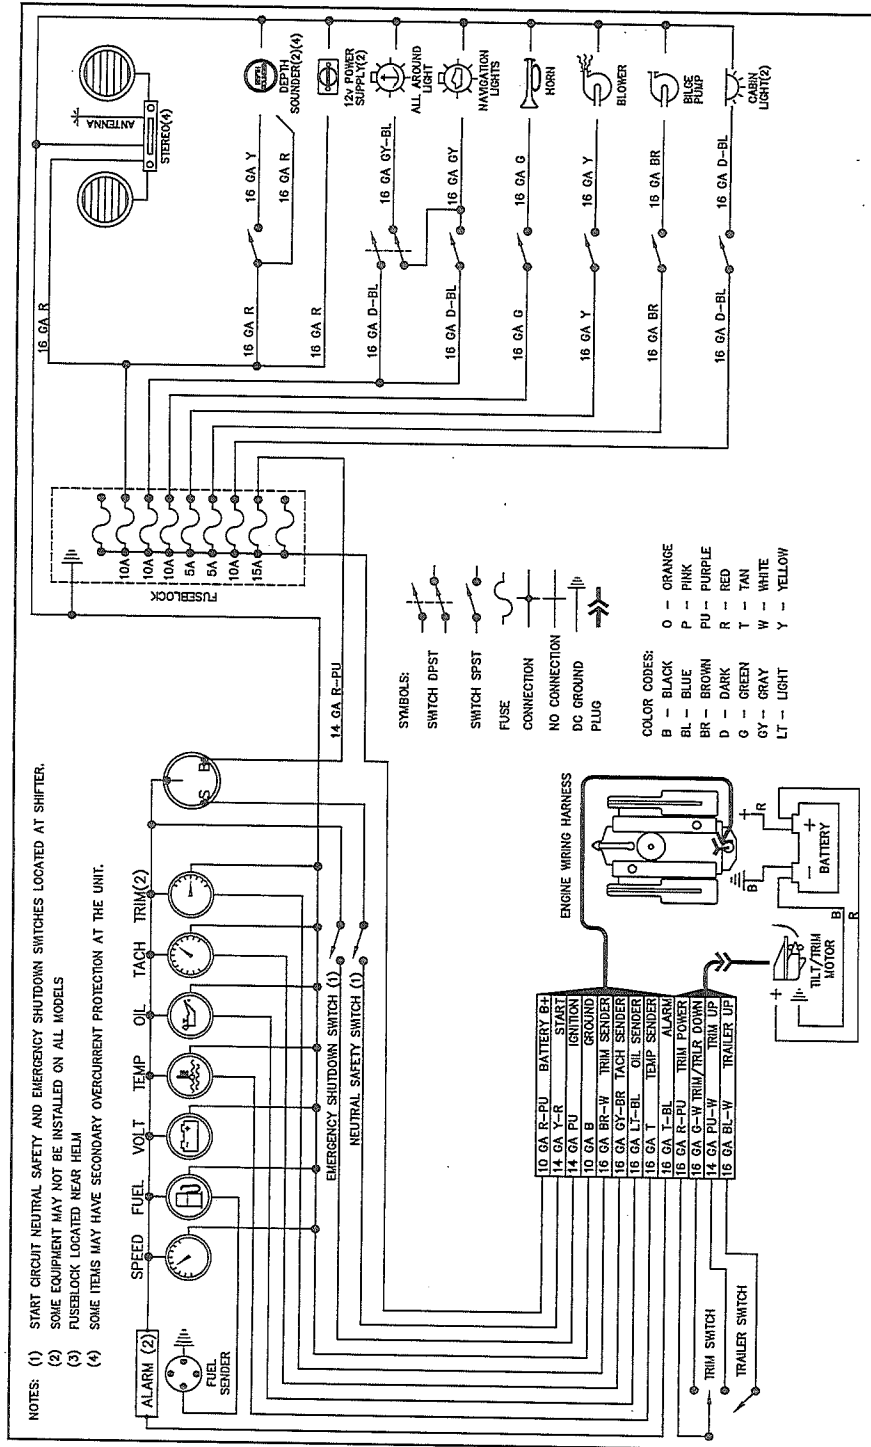 NOTES: (1) START CIRCUIT NEUTRAL SAFETY AND EMERGENCY SHUTDOWN SWITCHES LOCATED AT SHIFTER.
(2) SOME EQUIPMENT MAY NOT BE INSTALLED ON ALL MODELS
(3) FUSEBLOCK LOCATED NEAR HELM
(4) SOME ITEMS MAY HAVE SECONDARY OVERCURRENT PROTECTION AT THE UNIT.
ALARM (2)
SPEED
FUEL
VOLT
TEMP
OIL
TACH
TRIM(2)
S
B
FUEL
SENDER
EMERGENCY SHUTDOWN SWITCH (1)
NEUTRAL SAFETY SWITCH (1)
14 GA R-PU
FUSEBLOCK
10A
10A
10A
5A
5A
10A
15A
16 GA R
ANTENNA
STEREO(4)
16 GA R
16 GA Y
16 GA R
DEPTH
SOUNDER
DEPTH
SOUNDER(2)(4)
16 GA R
12v POWER
SUPPLY(2)
16 GA D-BL
16 GA GY-BL
ALL AROUND
LIGHT
16 GA D-BL
16 GA GY
NAVIGATION
LIGHTS
16 GA G
16 GA G
HORN
16 GA Y
16 GA Y
BLOWER
16 GA BR
16 GA BR
BILGE
PUMP
16 GA D-BL
16 GA D-BL
CABIN
LIGHT(2)
SYMBOLS:
SWITCH DPST
SWITCH SPST
FUSE
CONNECTION
NO CONNECTION
DC GROUND
PLUG
COLOR CODES:
B -- BLACK O -- ORANGE
BL -- BLUE P -- PINK
BR -- BROWN PU -- PURPLE
D -- DARK R -- RED
G -- GREEN T -- TAN
GY -- GRAY W -- WHITE
LT -- LIGHT Y -- YELLOW
ENGINE WIRING HARNESS
10 GA R-PU BATTERY B+
14 GA Y-R START
14 GA PU IGNITION
10 GA B GROUND
16 GA BR-W TRIM SENDER
16 GA GY-BR TACH SENDER
16 GA LT-BL OIL SENDER
16 GA T TEMP SENDER
16 GA T-BL ALARM
16 GA R-PU TRIM POWER
16 GA G-W TRIM/TRLR DOWN
14 GA PU-W TRIM UP
16 GA BL-W TRAILER UP
TRIM SWITCH
TRAILER SWITCH
TILT/TRIM
MOTOR
+
B
R
B
+
R
- +
BATTERY